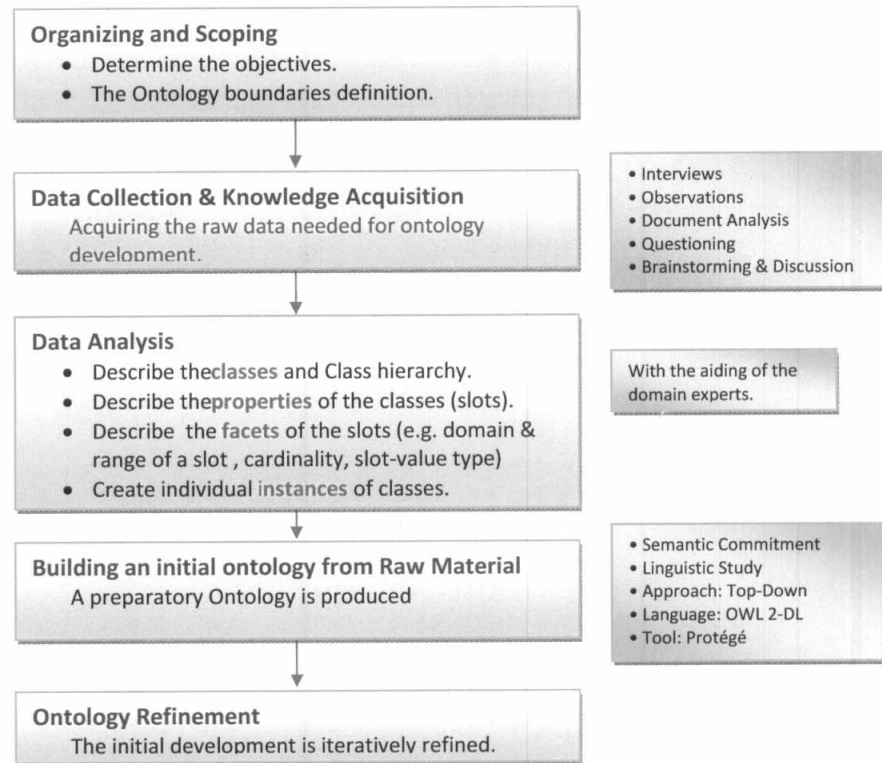 Organizing and Scoping
• Determine the objectives.
• The Ontology boundaries definition.
Data Collection & Knowledge Acquisition
Acquiring the raw data needed for ontology
development.
• Interviews
• Observations
• Document Analysis
• Questioning
• Brainstorming & Discussion
Data Analysis
• Describe theclasses and Class hierarchy.
• Describe theproperties of the classes (slots).
• Describe the facets of the slots (e.g. domain &
range of a slot , cardinality, slot-value type)
• Create individual instances of classes.
With the aiding of the
domain experts.
Building an initial ontology from Raw Material
A preparatory Ontology is produced
• Semantic Commitment
• Linguistic Study
• Approach: Top-Down
• Language: OWL 2-DL
• Tool: Protégé
Ontology Refinement
The initial development is iteratively refined.